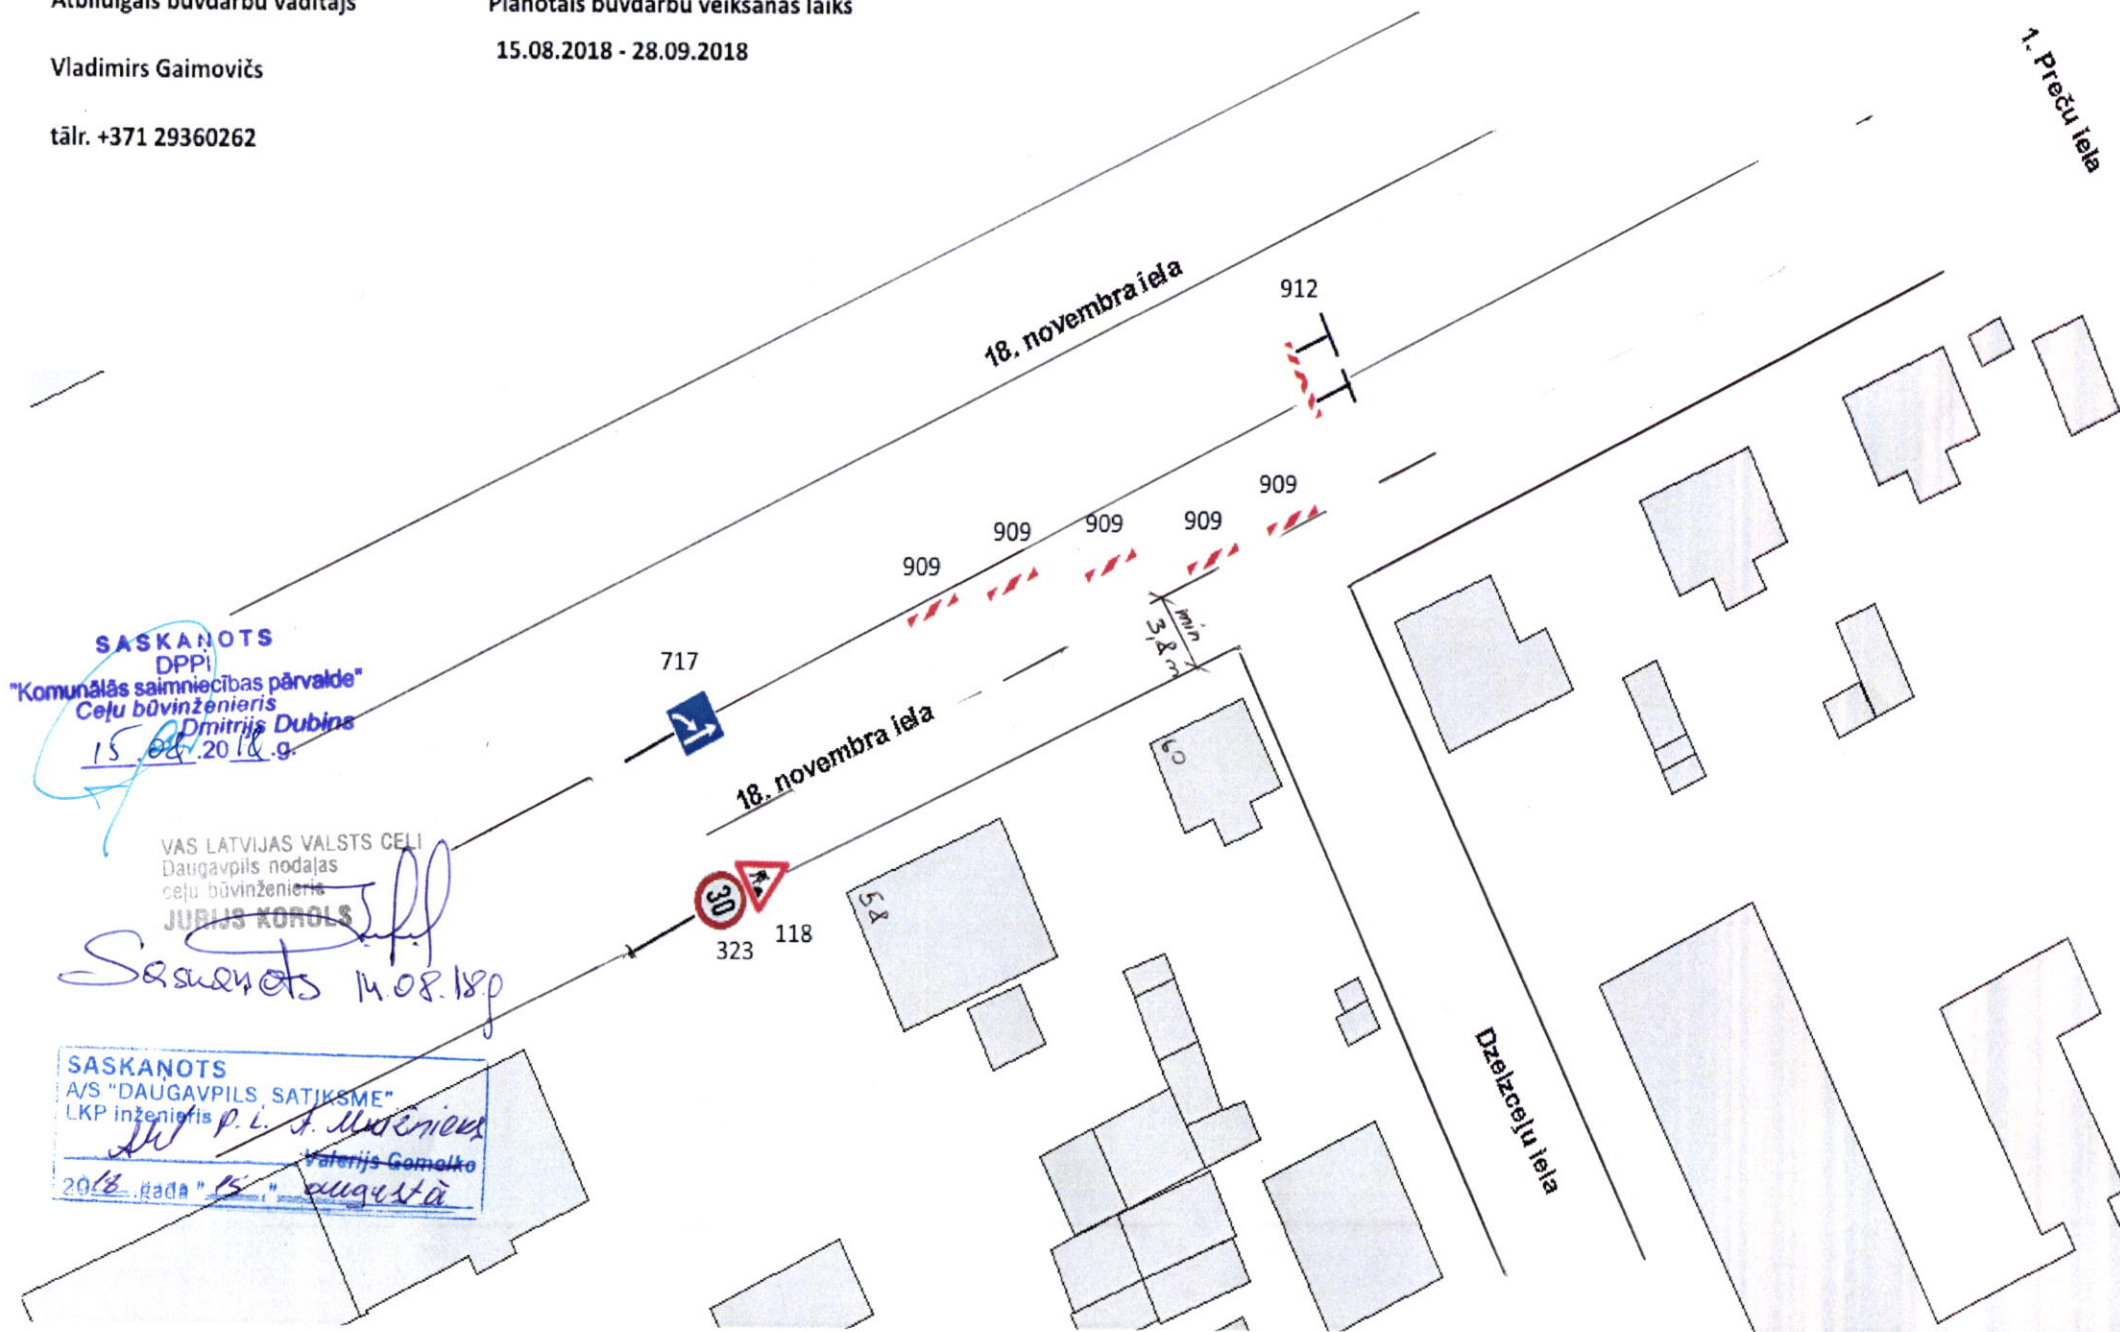 Atbildīgais būvdarbu vadītājs
Plānotais būvdarbu veikšanas laiks
Vladimirs Gaimovičs
15.08.2018 - 28.09.2018
tālr. +371 29360262
1. Preču iela
18. novembra iela
912
909
909
909
909
909
min
3,8 m
717
18. novembra iela
60
58
30
323
118
Dzelzceļu iela
SASKAŅOTS
DPPI
"Komunālās saimniecības pārvalde"
Ceļu būvinženieris
Dmitrijs Dubins
15.08.2018.g.
VAS LATVIJAS VALSTS CEĻI
Daugavpils nodaļas
ceļu būvinženieris
JURIJS KOROLS
Saskaņots 14.08.18g
SASKAŅOTS
A/S "DAUGAVPILS SATIKSME"
LKP inženieris p.i. A.
Valerijs Gomolko
2018.gada "15." augustā